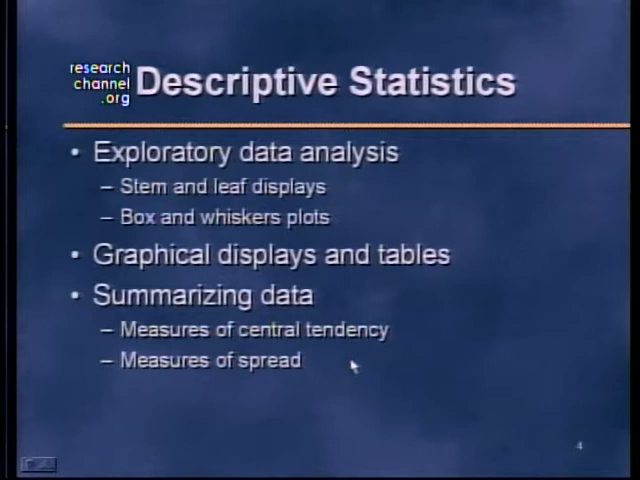 research
channel
.org
Descriptive Statistics
• Exploratory data analysis
– Stem and leaf displays
– Box and whiskers plots
• Graphical displays and tables
• Summarizing data
– Measures of central tendency
– Measures of spread
4